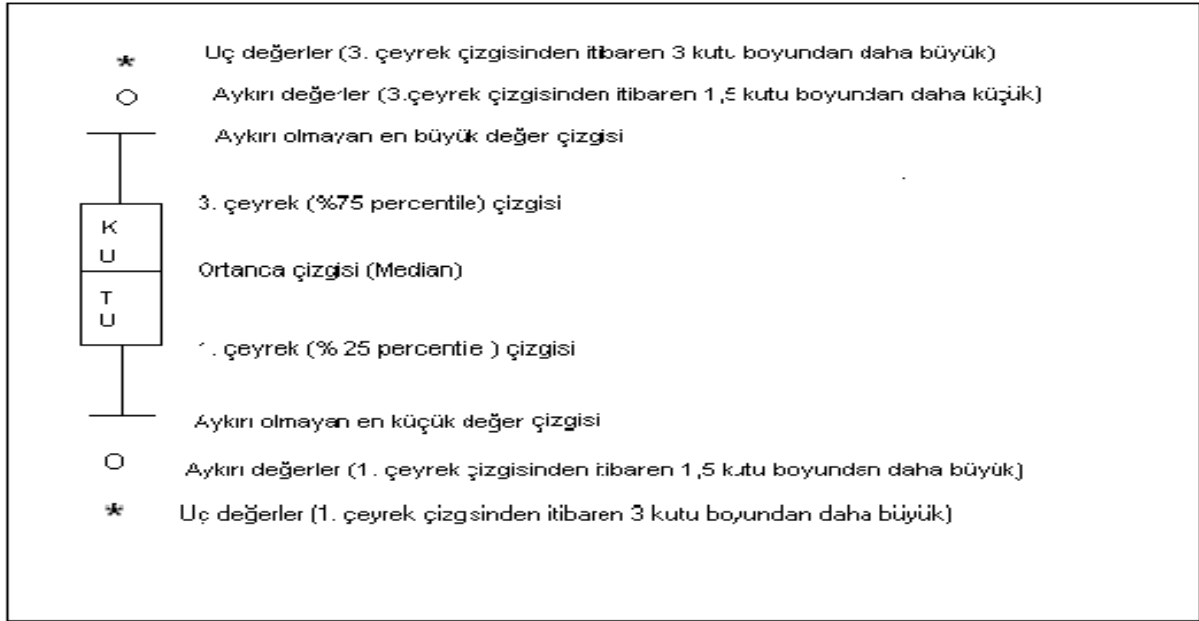 * Uç değerler (3. çeyrek çizgisinden itibaren 3 kutu boyundan daha büyük)
Aykırı değerler (3.çeyrek çizgisinden itibaren 1,5 kutu boyundan daha küçük)
Aykırı olmayan en büyük değer çizgisi
3. çeyrek (%75 percentile) çizgisi
K
U
Ortanca çizgisi (Median)
T
U
1. çeyrek (% 25 percentile ) çizgisi
Aykırı olmayan en küçük değer çizgisi
Aykırı değerler (1. çeyrek çizgisinden itibaren 1,5 kutu boyundan daha büyük)
* Uç değerler (1. çeyrek çizgsinden itibaren 3 kutu boyundan daha büyük)